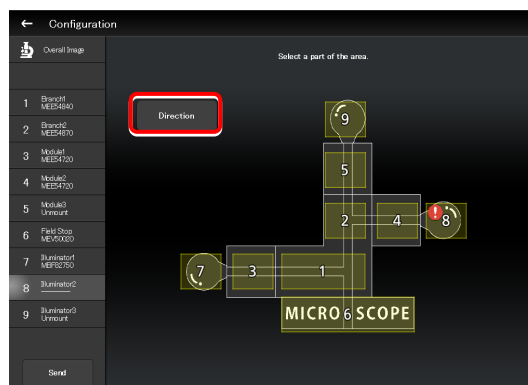 Configuration
Overall Image
Select a part of the area.
1 Branch1
MEE54840
2 Branch2
MEE54870
3 Module1
MEE54720
4 Module2
MEE54720
5 Module3
Unmount
6 Field Stop
MEV50020
7 Illuminator1
MBF82750
8 Illuminator2
9 Illuminator3
Unmount
Send
Direction
9
5
2
4
! 8
7
3
1
MICRO 6 SCOPE